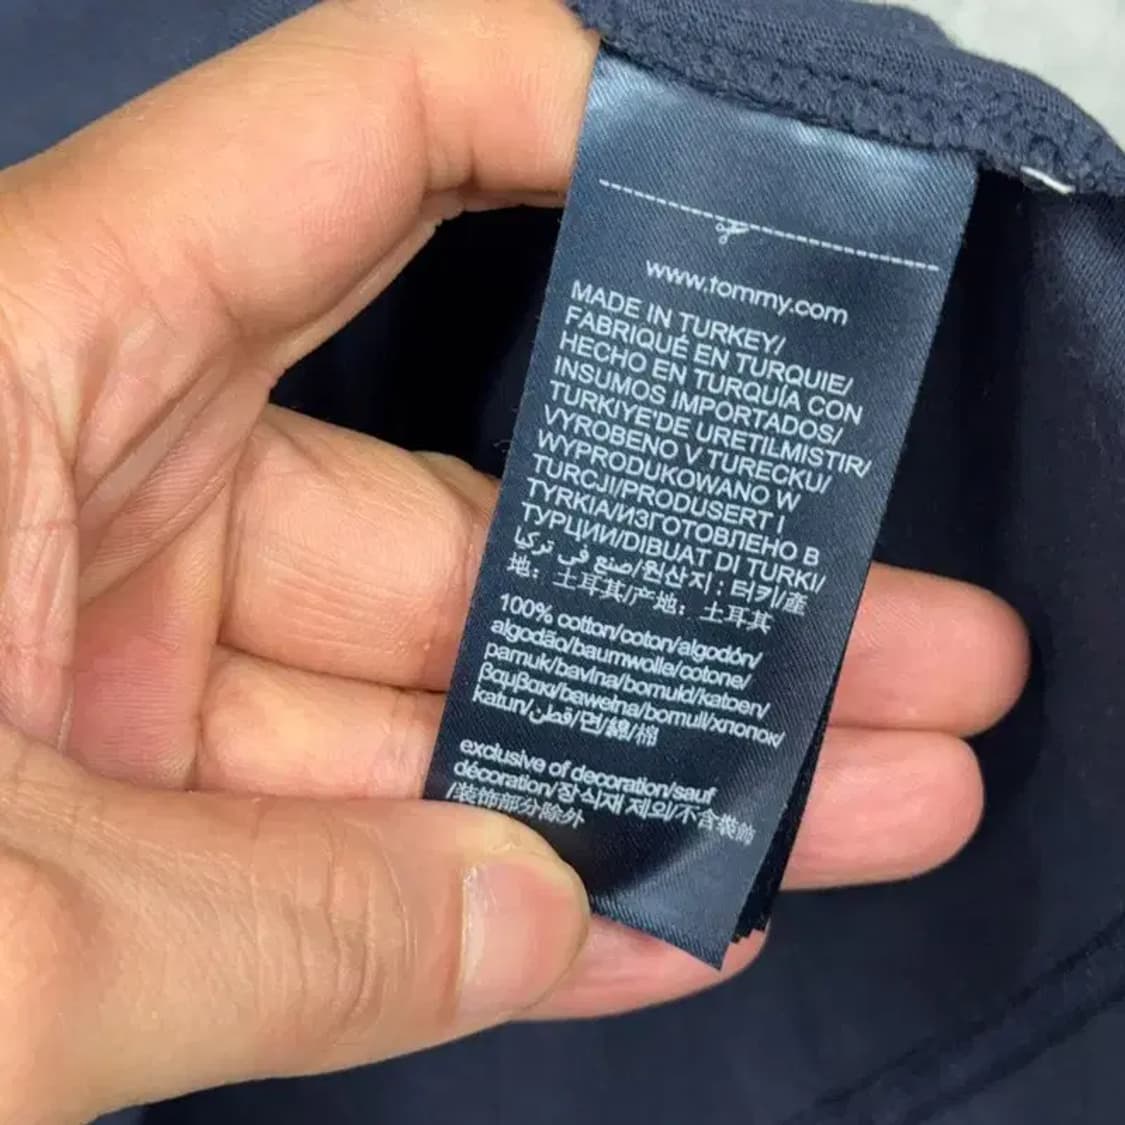 www.tommy.com
MADE IN TURKEY/
FABRIQUÉ EN TURQUIE/
HECHO EN TURQUÍA CON
INSUMOS IMPORTADOS/
TURKIYE'DE URETILMISTIR/
VYROBENO V TURECKU/
WYPRODUKOWANO W
TURCJI/PRODUSERT I
TYRKIA/ИЗГОТОВЛЕНО В
ТУРЦИИ/DIBUAT DI TURKI/
صنع في تركيا/원산지: 터키/產
地：土耳其/产地：土耳其
100% cotton/coton/algodón/
algodão/baumwolle/cotone/
pamuk/bavlna/bomuld/katoen/
βαμβακι/bawełna/bomull/хлопок/
katun/قطن/면/綿/棉
exclusive of decoration/sauf
décoration/장식재 제외/不含裝飾
/装饰部分除外